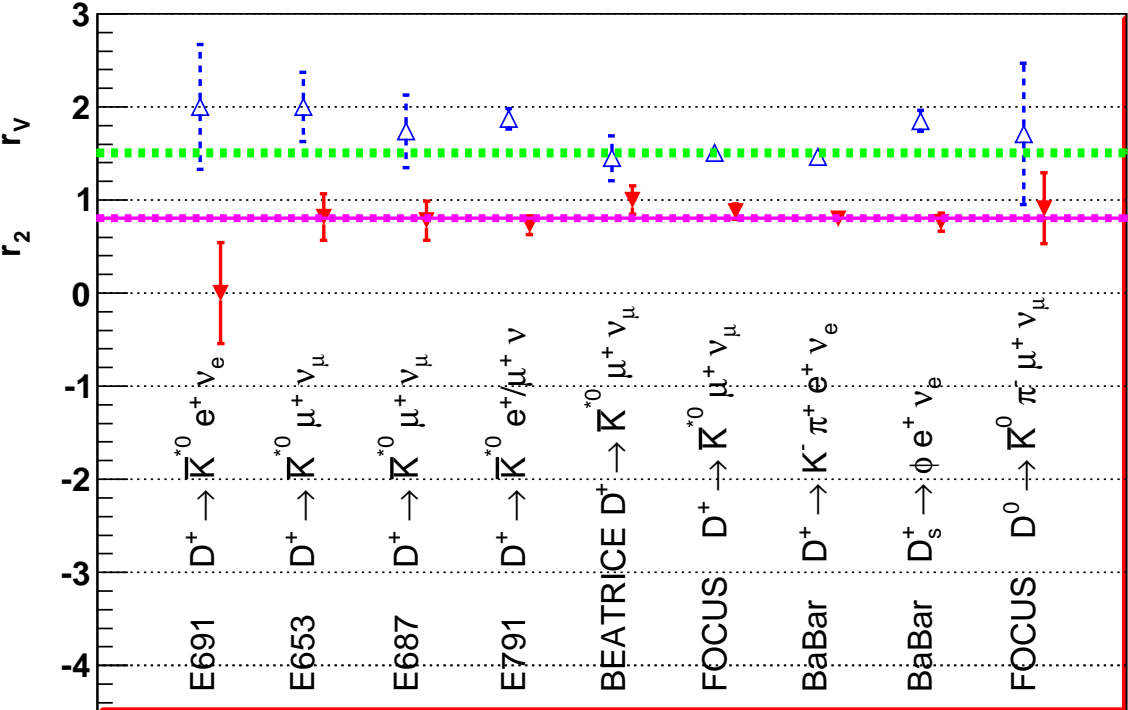 3
2
1
0
-1
-2
-3
-4
r_V
r_2
E691 D⁺ → K̅*⁰ e⁺ ν_e
E653 D⁺ → K̅*⁰ μ⁺ ν_μ
E687 D⁺ → K̅*⁰ μ⁺ ν_μ
E791 D⁺ → K̅*⁰ e⁺/μ⁺ ν
BEATRICE D⁺ → K̅*⁰ μ⁺ ν_μ
FOCUS D⁺ → K̅*⁰ μ⁺ ν_μ
BaBar D⁺ → K⁻ π⁺ e⁺ ν_e
BaBar D_s⁺ → ϕ e⁺ ν_e
FOCUS D⁰ → K̅⁰ π⁻ μ⁺ ν_μ